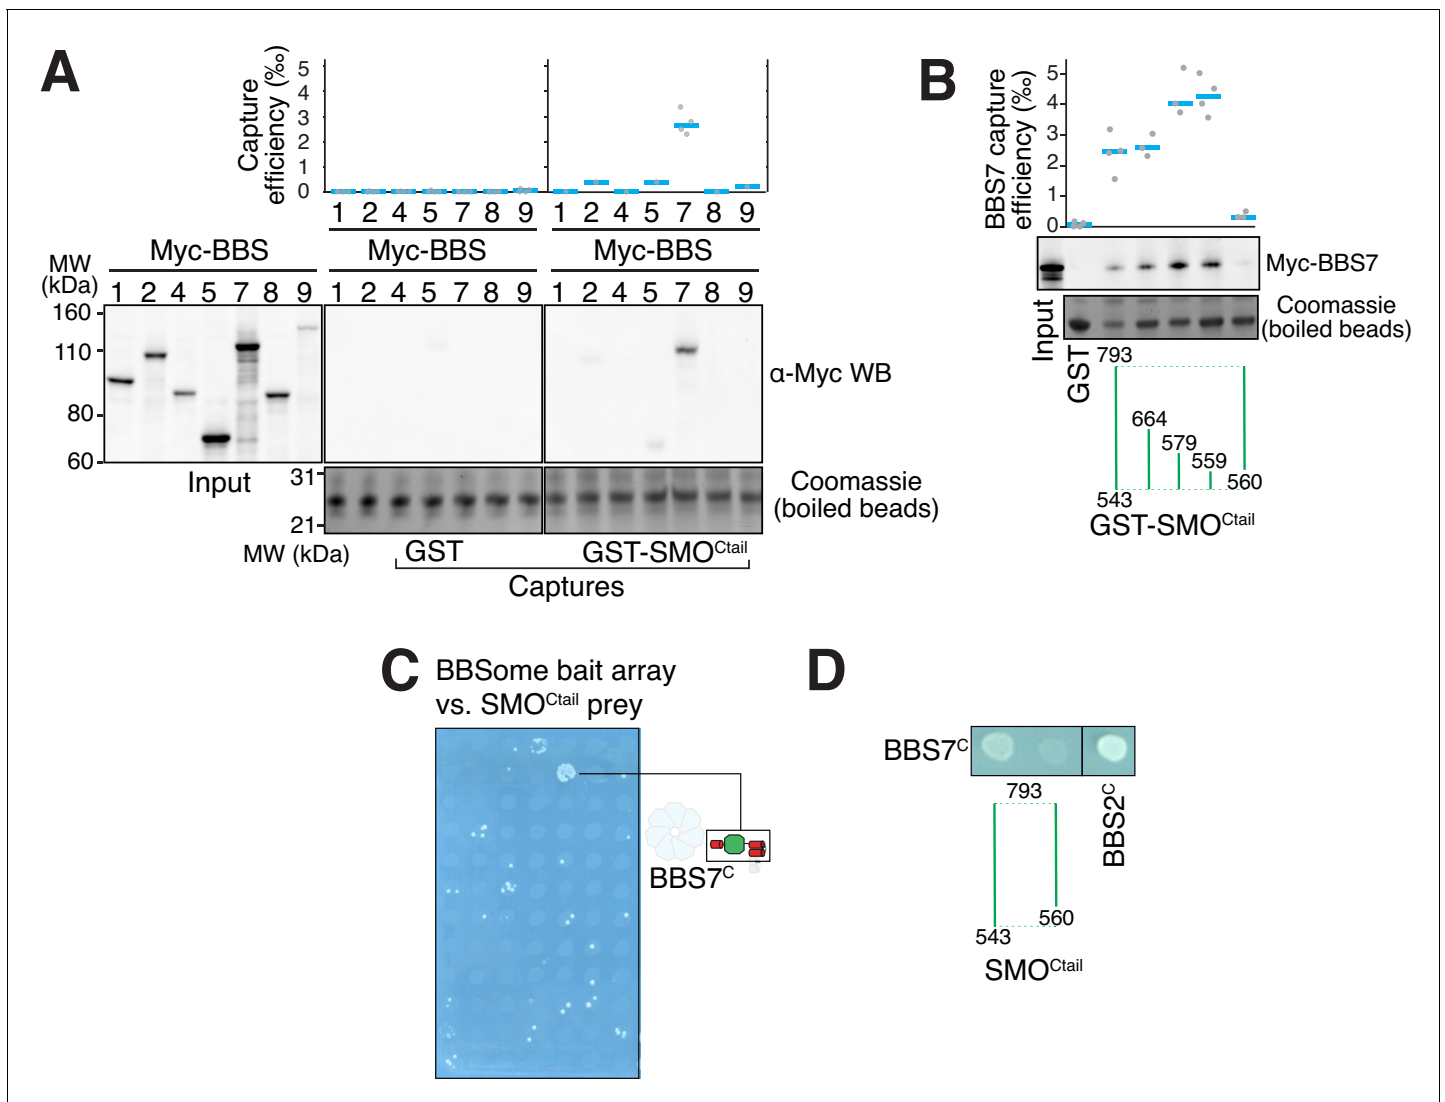 A
Capture
efficiency (‰)
5
4
3
2
1
0
1 2 4 5 7 8 9
1 2 4 5 7 8 9
Myc-BBS
Myc-BBS
Myc-BBS
MW
(kDa)
1 2 4 5 7 8 9
1 2 4 5 7 8 9
1 2 4 5 7 8 9
160
110
80
60
α-Myc WB
Input
31
21
MW (kDa)
Coomassie
(boiled beads)
GST
GST-SMOCtail
Captures
B
BBS7 capture
efficiency (‰)
5
4
3
2
1
0
Myc-BBS7
Coomassie
(boiled beads)
Input
GST
793
664
579
559
560
543
GST-SMOCtail
C
BBSome bait array
vs. SMOCtail prey
BBS7C
D
BBS7C
BBS2C
793
560
543
SMOCtail